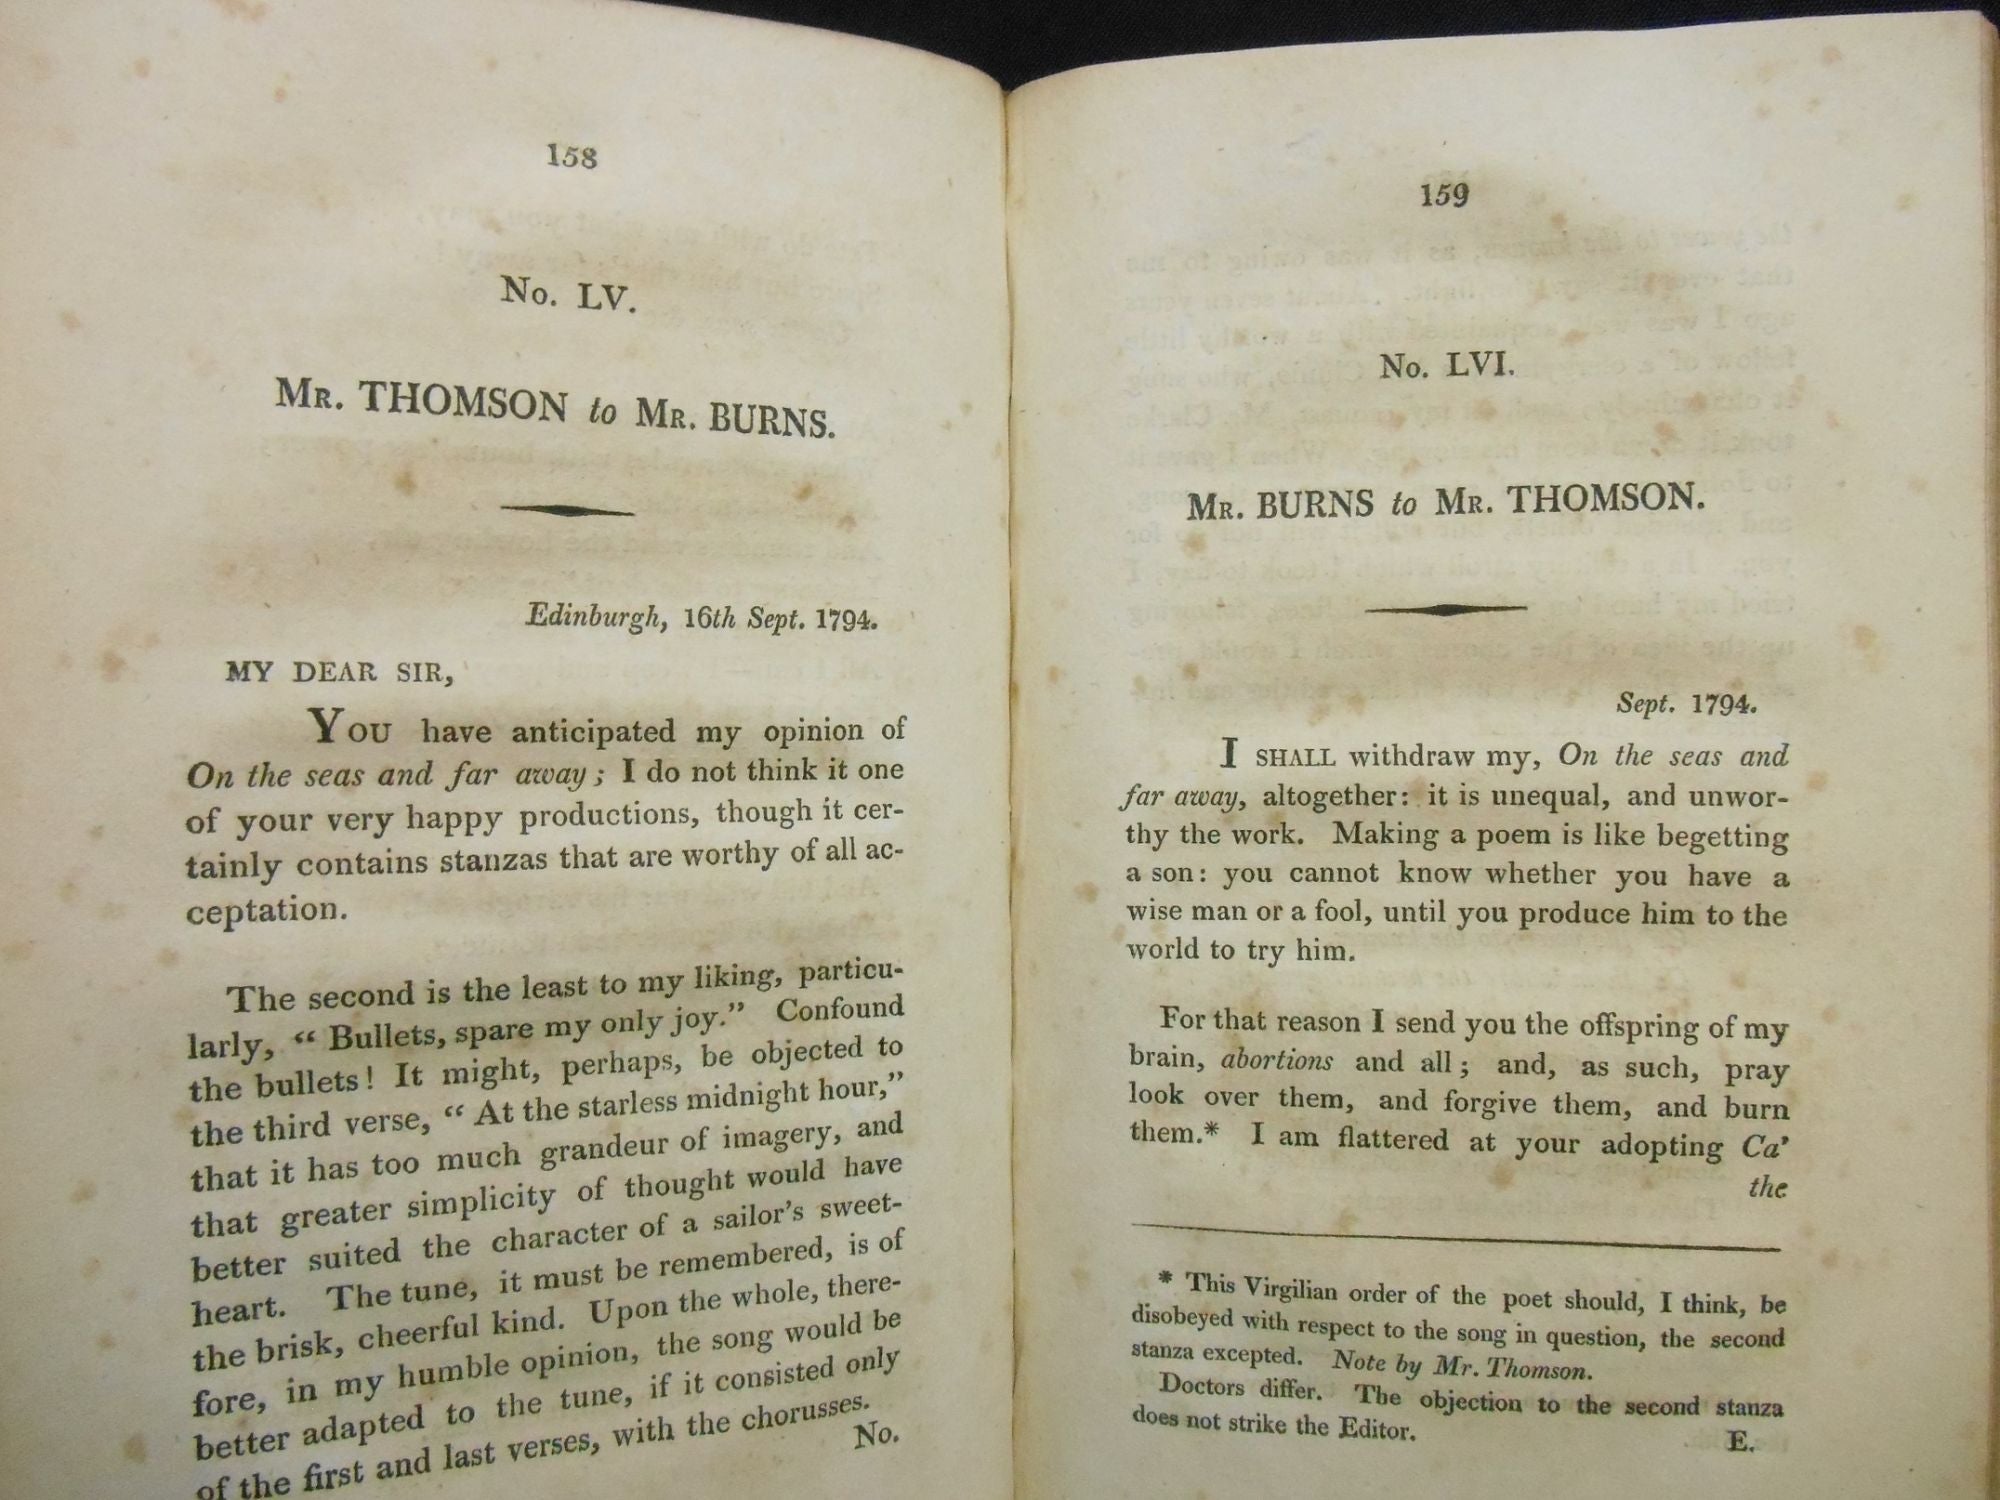 158
No. LV.
Mr. THOMSON to Mr. BURNS.
Edinburgh, 16th Sept. 1794.
MY DEAR SIR,
You have anticipated my opinion of
On the seas and far away; I do not think it one
of your very happy productions, though it cer-
tainly contains stanzas that are worthy of all ac-
ceptation.
The second is the least to my liking, particu-
larly, “ Bullets, spare my only joy.” Confound
the bullets! It might, perhaps, be objected to
the third verse, “ At the starless midnight hour,”
that it has too much grandeur of imagery, and
that greater simplicity of thought would have
better suited the character of a sailor's sweet-
heart. The tune, it must be remembered, is of
the brisk, cheerful kind. Upon the whole, there-
fore, in my humble opinion, the song would be
better adapted to the tune, if it consisted only
of the first and last verses, with the chorusses.
No.
159
No. LVI.
Mr. BURNS to Mr. THOMSON.
Sept. 1794.
I SHALL withdraw my, On the seas and
far away, altogether: it is unequal, and unwor-
thy the work. Making a poem is like begetting
a son: you cannot know whether you have a
wise man or a fool, until you produce him to the
world to try him.
For that reason I send you the offspring of my
brain, abortions and all; and, as such, pray
look over them, and forgive them, and burn
them.* I am flattered at your adopting Ca'
the
* This Virgilian order of the poet should, I think, be
disobeyed with respect to the song in question, the second
stanza excepted. Note by Mr. Thomson.
Doctors differ. The objection to the second stanza
does not strike the Editor.
E.